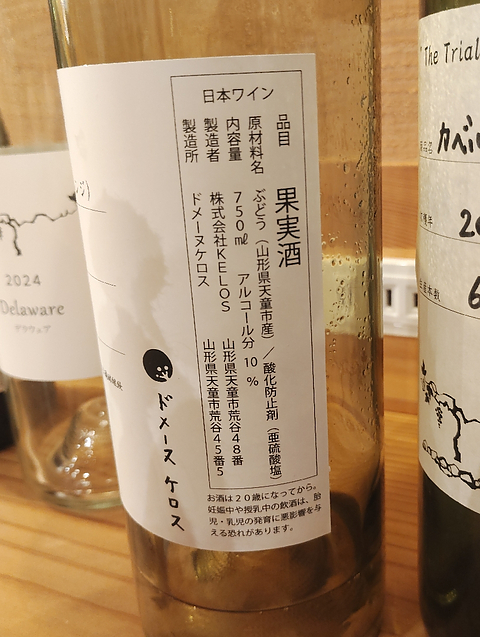 日本ワイン
品目 果実酒
原材料名 ぶどう（山形県天童市産）／酸化防止剤（亜硫酸塩）
内容量 750㎖ アルコール分 10%
製造者 株式会社KELOS 山形県天童市荒谷48番
製造所 ドメーヌケロス 山形県天童市荒谷45番5
お酒は20歳になってから。
妊娠中や授乳中の飲酒は、胎
児・乳児の発育に悪影響を与
える恐れがあります。
ドメーヌ ケロス
2024
Delaware
デラウェア
The Trial